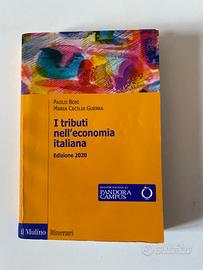 PAOLO BOSI
MARIA CECILIA GUERRA
I tributi
nell'economia
italiana
Edizione 2020
PANDORA
CAMPUS
il Mulino Itinerari